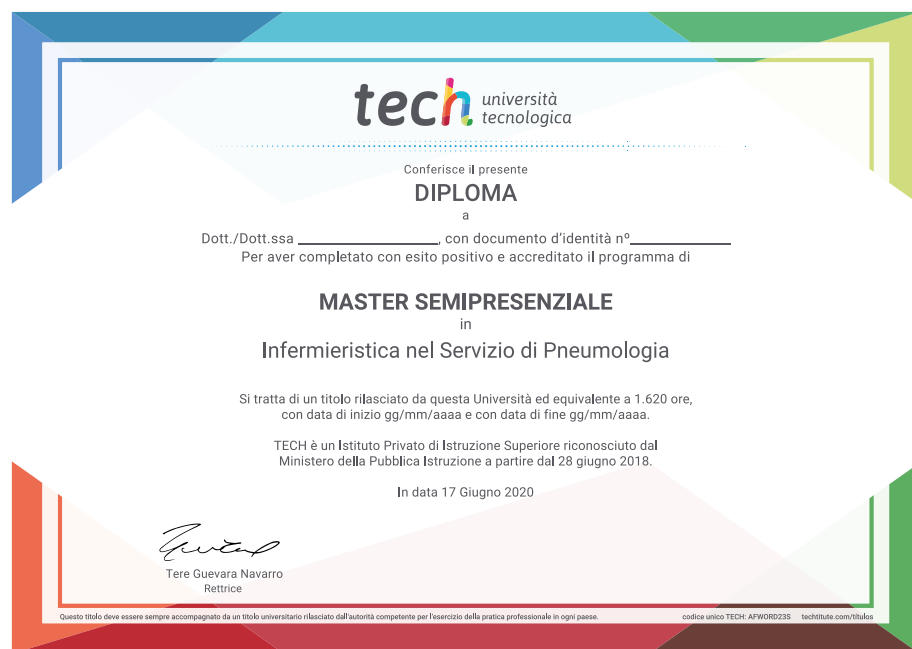 tech università
tecnologica
Conferisce il presente
DIPLOMA
a
Dott./Dott.ssa ____________________, con documento d'identità nº______________
Per aver completato con esito positivo e accreditato il programma di
MASTER SEMIPRESENZIALE
in
Infermieristica nel Servizio di Pneumologia
Si tratta di un titolo rilasciato da questa Università ed equivalente a 1.620 ore,
con data di inizio gg/mm/aaaa e con data di fine gg/mm/aaaa.
TECH è un Istituto Privato di Istruzione Superiore riconosciuto dal
Ministero della Pubblica Istruzione a partire dal 28 giugno 2018.
In data 17 Giugno 2020
Tere Guevara Navarro
Rettrice
Questo titolo deve essere sempre accompagnato da un titolo universitario rilasciato dall'autorità competente per l'esercizio della pratica professionale in ogni paese. codice unico TECH: AFWORD23S techtitute.com/titulos